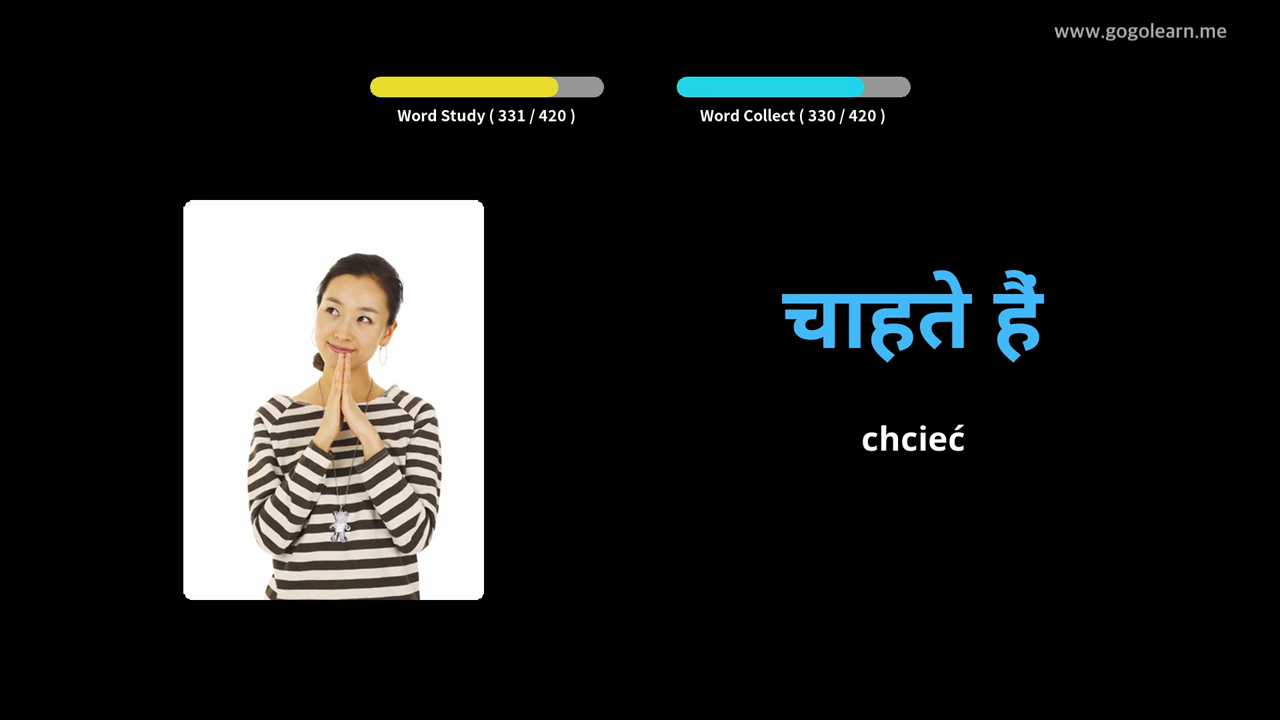 www.gogolearn.me
Word Study ( 331 / 420 )
Word Collect ( 330 / 420 )
चाहते हैं
chcieć